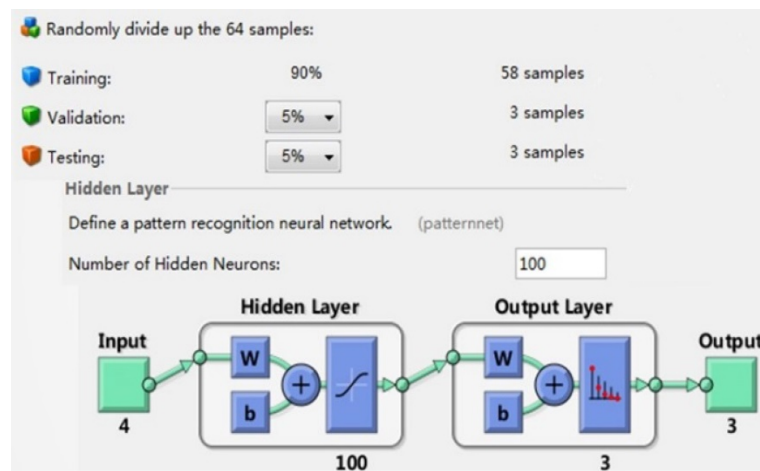 Randomly divide up the 64 samples:
Training: 90% 58 samples
Validation: 5% 3 samples
Testing: 5% 3 samples
Hidden Layer
Define a pattern recognition neural network. (patternnet)
Number of Hidden Neurons: 100
Hidden Layer Output Layer
Input Output
W W
+ +
b b
4 3
100 3